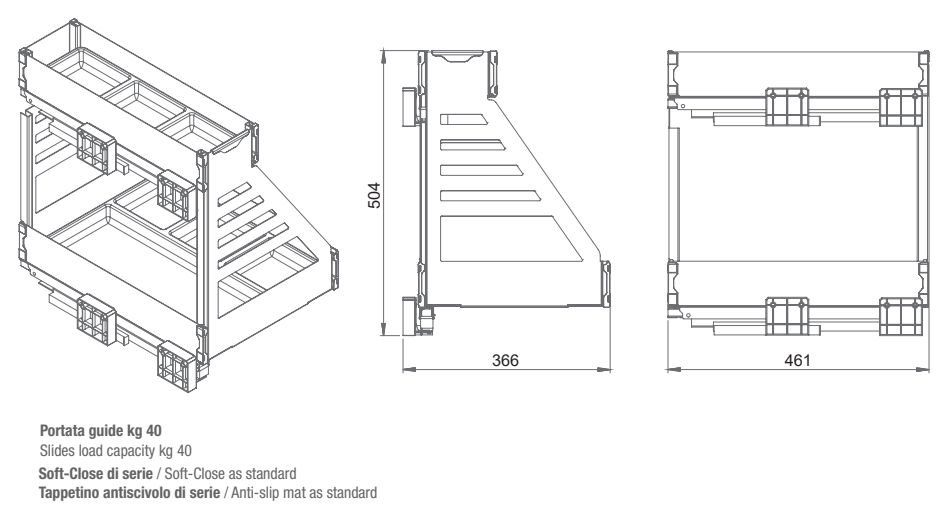 504
366
461
Portata guide kg 40
Slides load capacity kg 40
Soft-Close di serie / Soft-Close as standard
Tappetino antiscivolo di serie / Anti-slip mat as standard